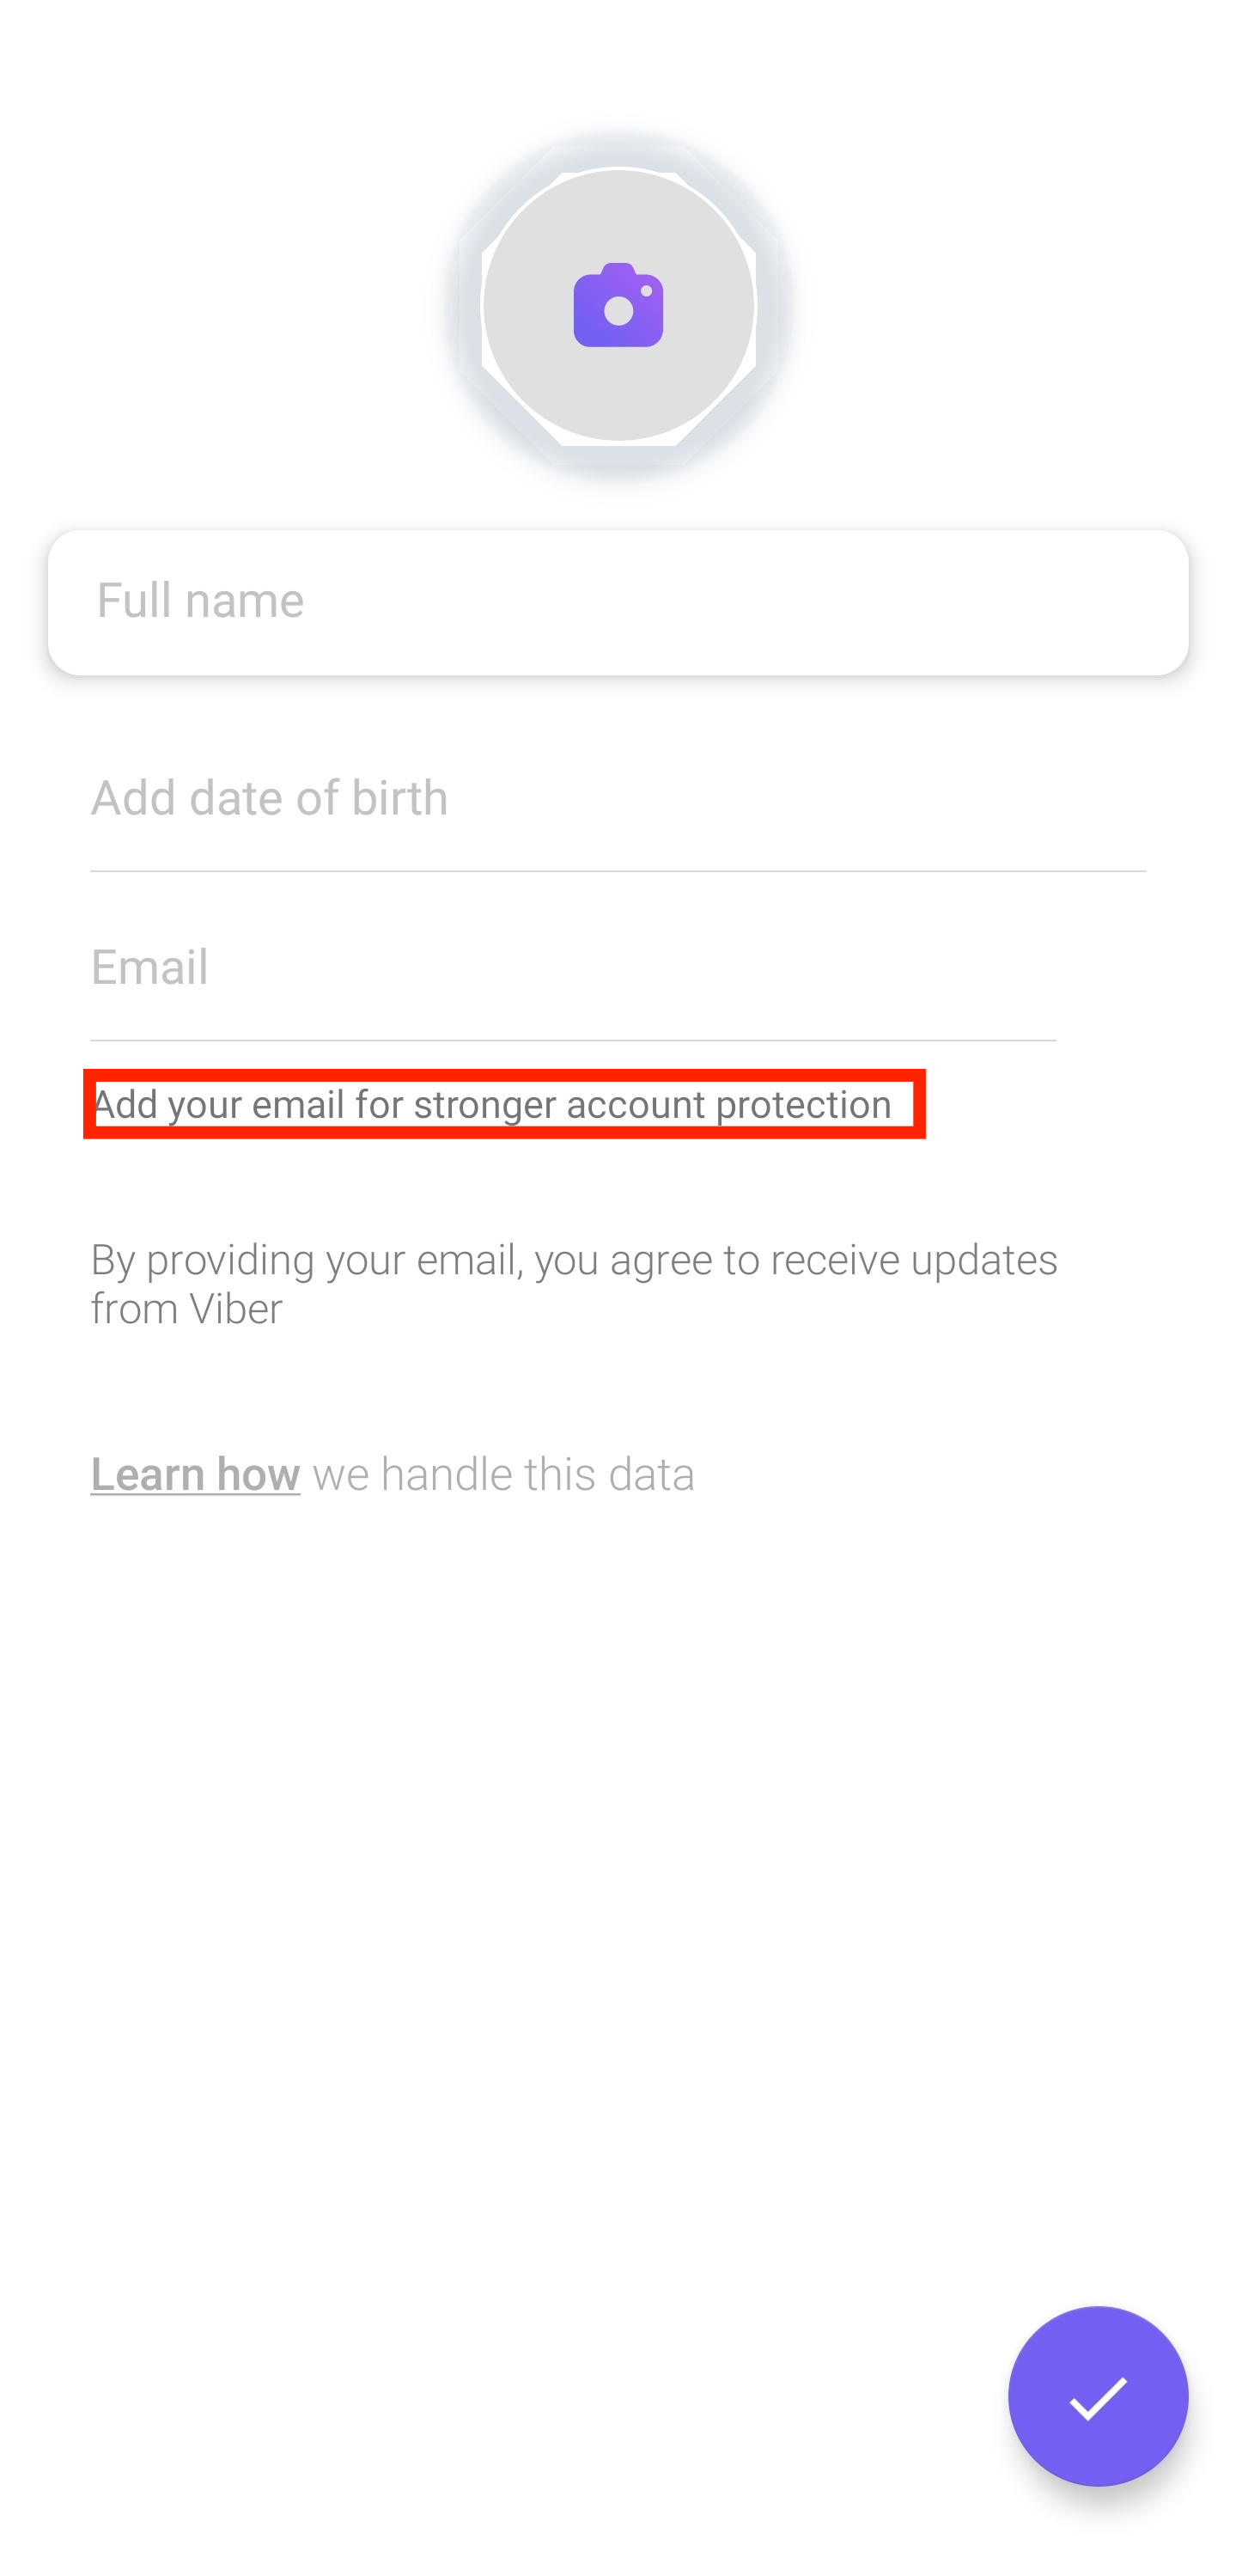 Full name
Add date of birth
Email
Add your email for stronger account protection
By providing your email, you agree to receive updates
from Viber
Learn how we handle this data